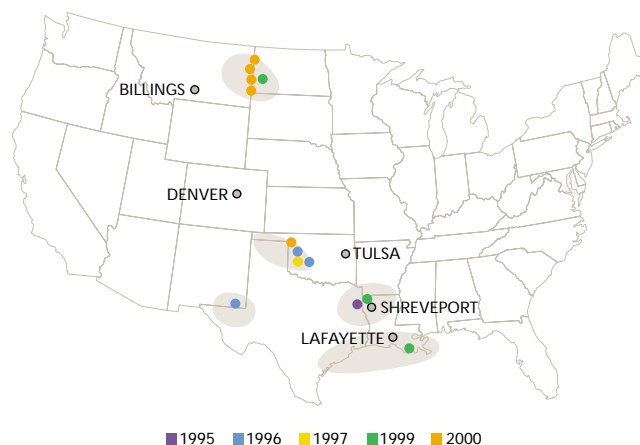 BILLINGS
DENVER
TULSA
SHREVEPORT
LAFAYETTE
1995 1996 1997 1999 2000